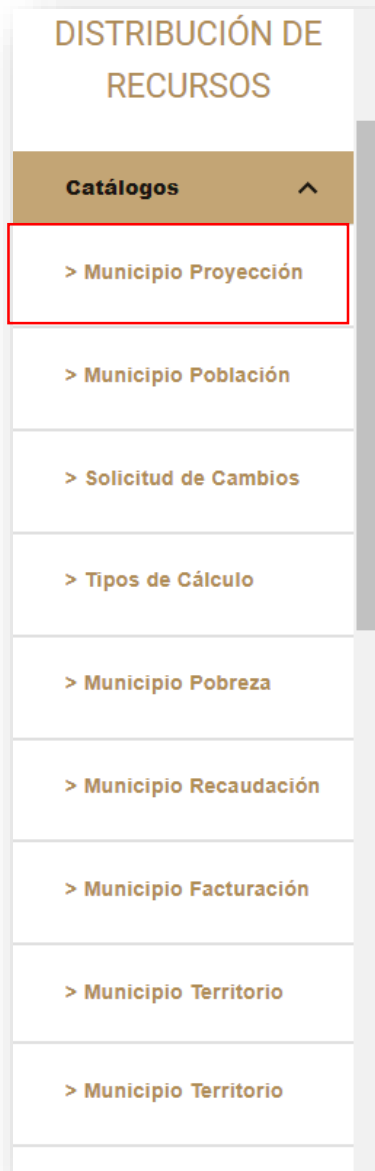 DISTRIBUCIÓN DE
RECURSOS
Catálogos
> Municipio Proyección
> Municipio Población
> Solicitud de Cambios
> Tipos de Cálculo
> Municipio Pobreza
> Municipio Recaudación
> Municipio Facturación
> Municipio Territorio
> Municipio Territorio